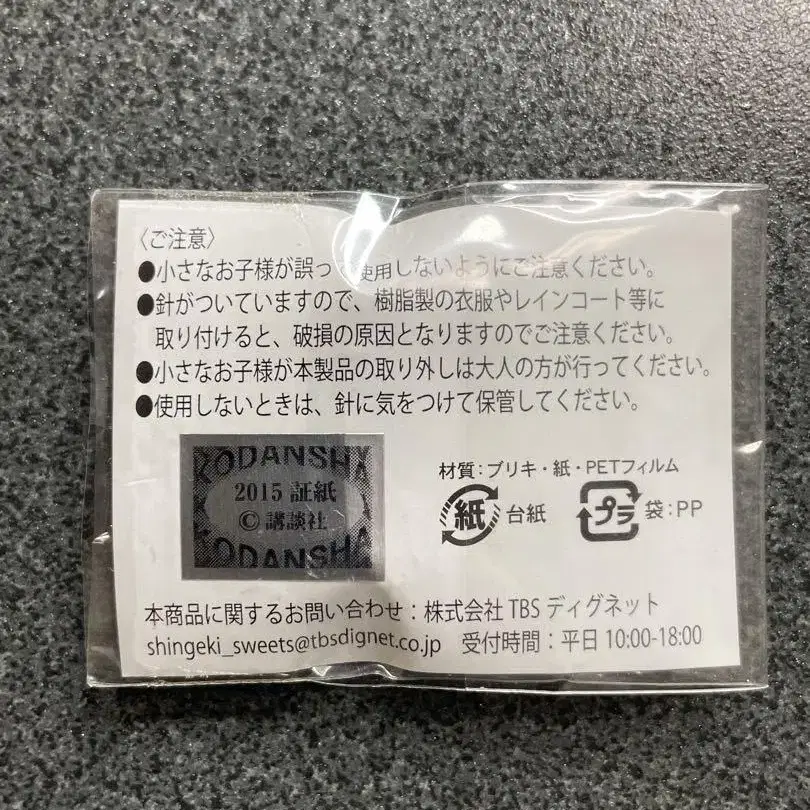 〈ご注意〉
●小さなお子様が誤って使用しないようにご注意ください。
●針がついていますので、樹脂製の衣服やレインコート等に
取り付けると、破損の原因となりますのでご注意ください。
●小さなお子様が本製品の取り外しは大人の方が行ってください。
●使用しないときは、針に気をつけて保管してください。
KODANSHA
2015 証紙
© 講談社
KODANSHA
材質：ブリキ・紙・PETフィルム
紙 台紙 プラ 袋：PP
本商品に関するお問い合わせ：株式会社 TBS ディグネット
shingeki_sweets@tbsdignet.co.jp 受付時間：平日 10:00-18:00